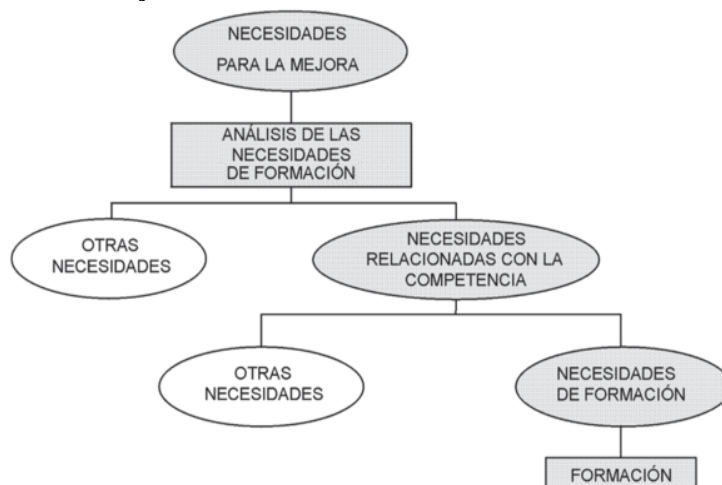 NECESIDADES
PARA LA MEJORA
ANÁLISIS DE LAS
NECESIDADES
DE FORMACIÓN
OTRAS
NECESIDADES
NECESIDADES
RELACIONADAS CON LA
COMPETENCIA
OTRAS
NECESIDADES
NECESIDADES
DE FORMACIÓN
FORMACIÓN